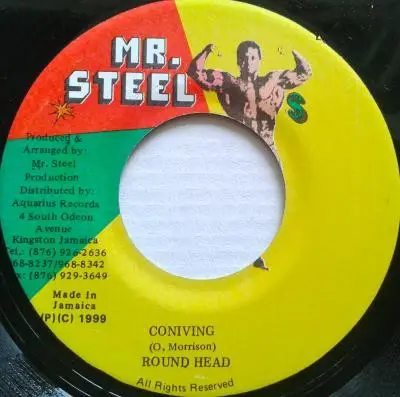 MR.
STEEL
S
Produced &
Arranged by:
Mr. Steel
Production
Distributed by:
Aquarius Records
4 South Odeon
Avenue
Kingston Jamaica
Tel,: (876) 926-2636
968-8237/968-8342
Fax: (876) 929-3649
Made in
Jamaica
(P)(C) 1999
CONIVING
(O, Morrison)
ROUND HEAD
All Rights Reserved